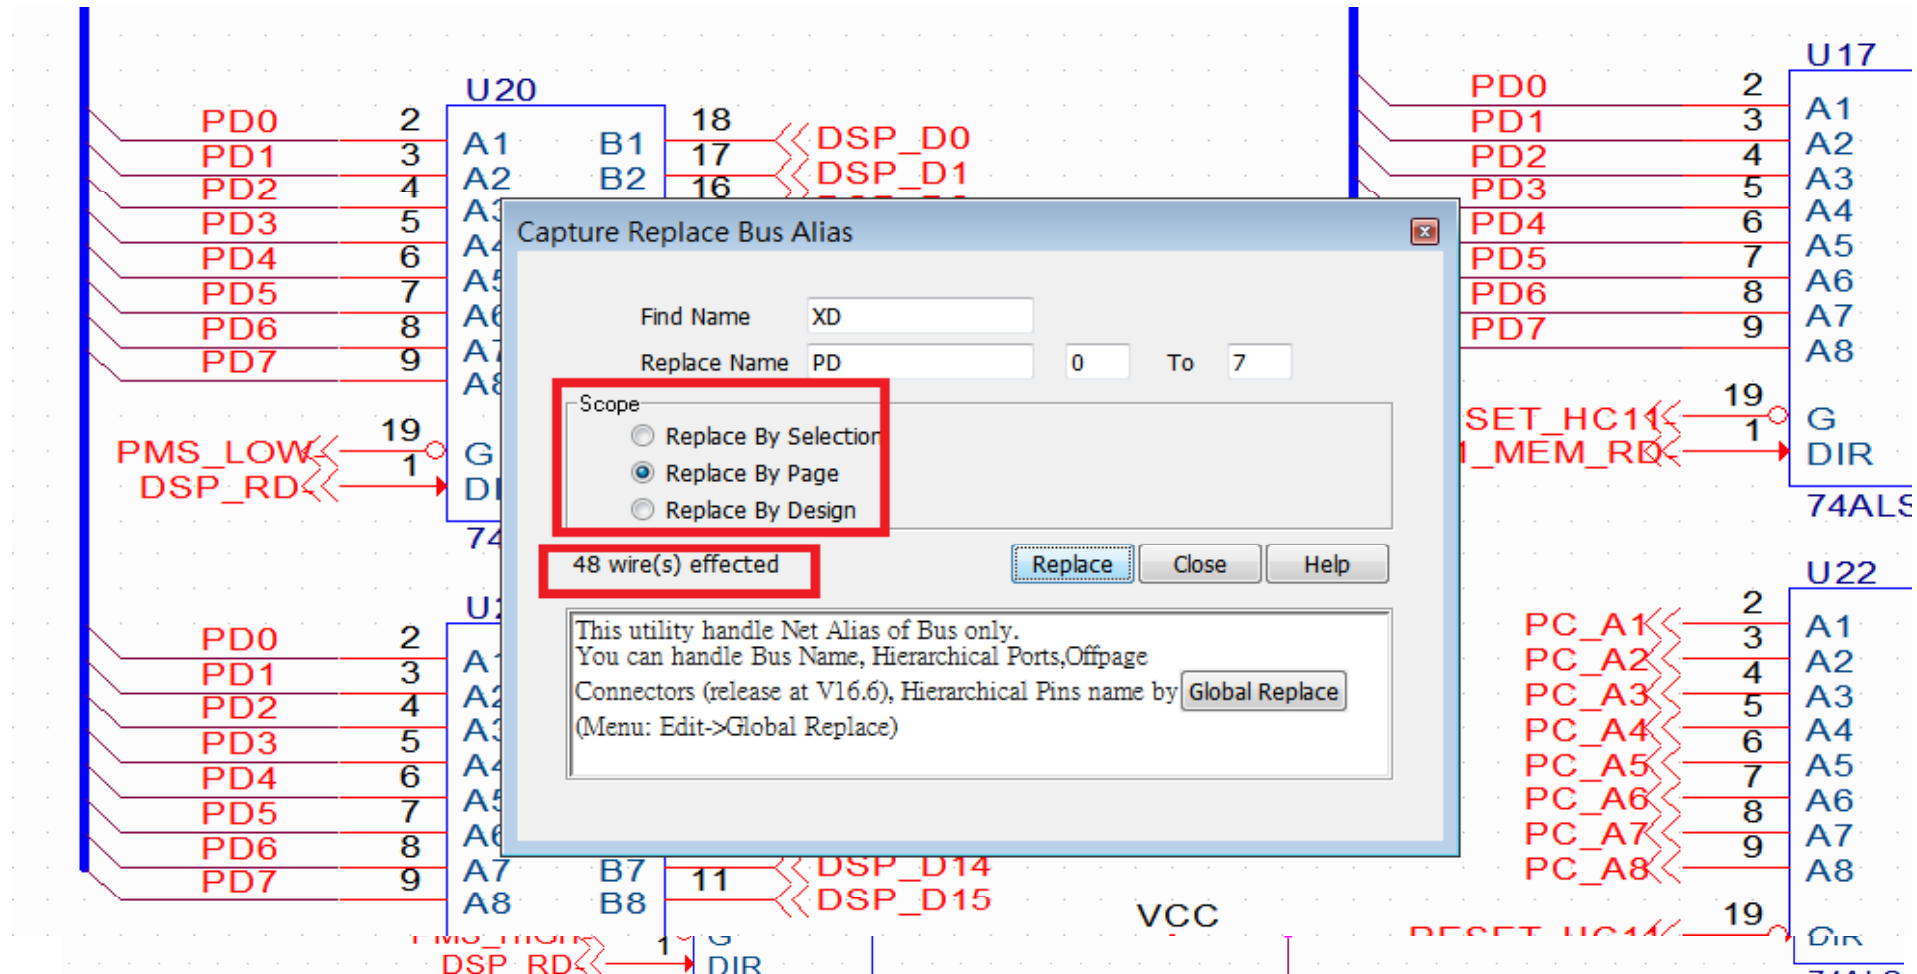 U17
U20
PD0 2
A1
PD1 3
A2
PD2 4
A3
PD3 5
A4
PD4 6
A5
PD5 7
A6
PD6 8
A7
PD7 9
A8
PD0 2 A1 B1 18 DSP_D0
PD1 3 A2 B2 17 DSP_D1
PD2 4 16
PD3 5
PD4 6
PD5 7
PD6 8
PD7 9
PMS_LOW 19 G
DSP_RD- 1
19 G
1 DIR
74ALS
Capture Replace Bus Alias
Find Name XD
Replace Name PD 0 To 7
Scope
Replace By Selection
Replace By Page
Replace By Design
48 wire(s) effected
Replace Close Help
This utility handle Net Alias of Bus only.
You can handle Bus Name, Hierarchical Ports,Offpage
Connectors (release at V16.6), Hierarchical Pins name by Global Replace
(Menu: Edit->Global Replace)
PD0 2
PD1 3
PD2 4
PD3 5
PD4 6
PD5 7
PD6 8
PD7 9
A7 B7 DSP_D14
A8 B8 11 DSP_D15
VCC
U22
PC_A1 2 A1
PC_A2 3 A2
PC_A3 4 A3
PC_A4 5 A4
PC_A5 6 A5
PC_A6 7 A6
PC_A7 8 A7
PC_A8 9 A8
19
DSP_RD- 1 DIR